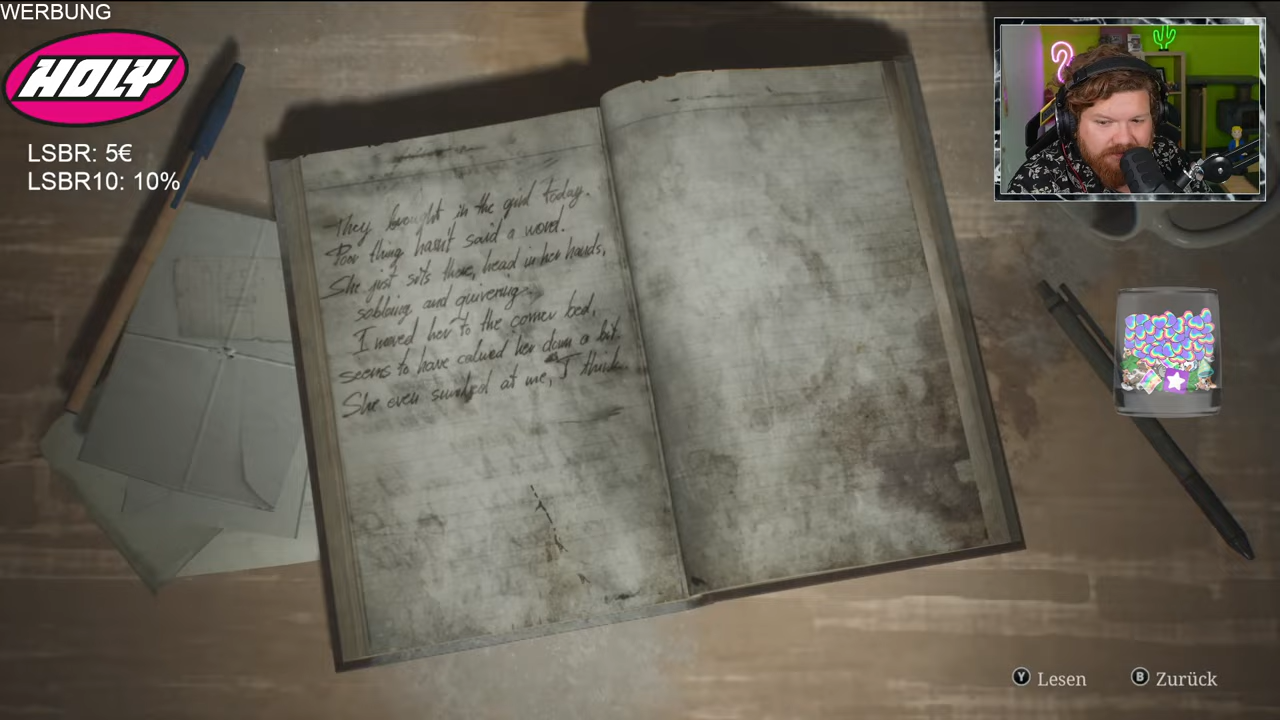 WERBUNG
HOLY
LSBR: 5€
LSBR10: 10%
They brought in the girl today.
Poor thing hasn't said a word.
She just sits there, head in her hands,
sobbing and quivering.
I moved her to the corner bed,
seems to have calmed her down a bit.
She even smiled at me, I think.
Y Lesen
B Zurück